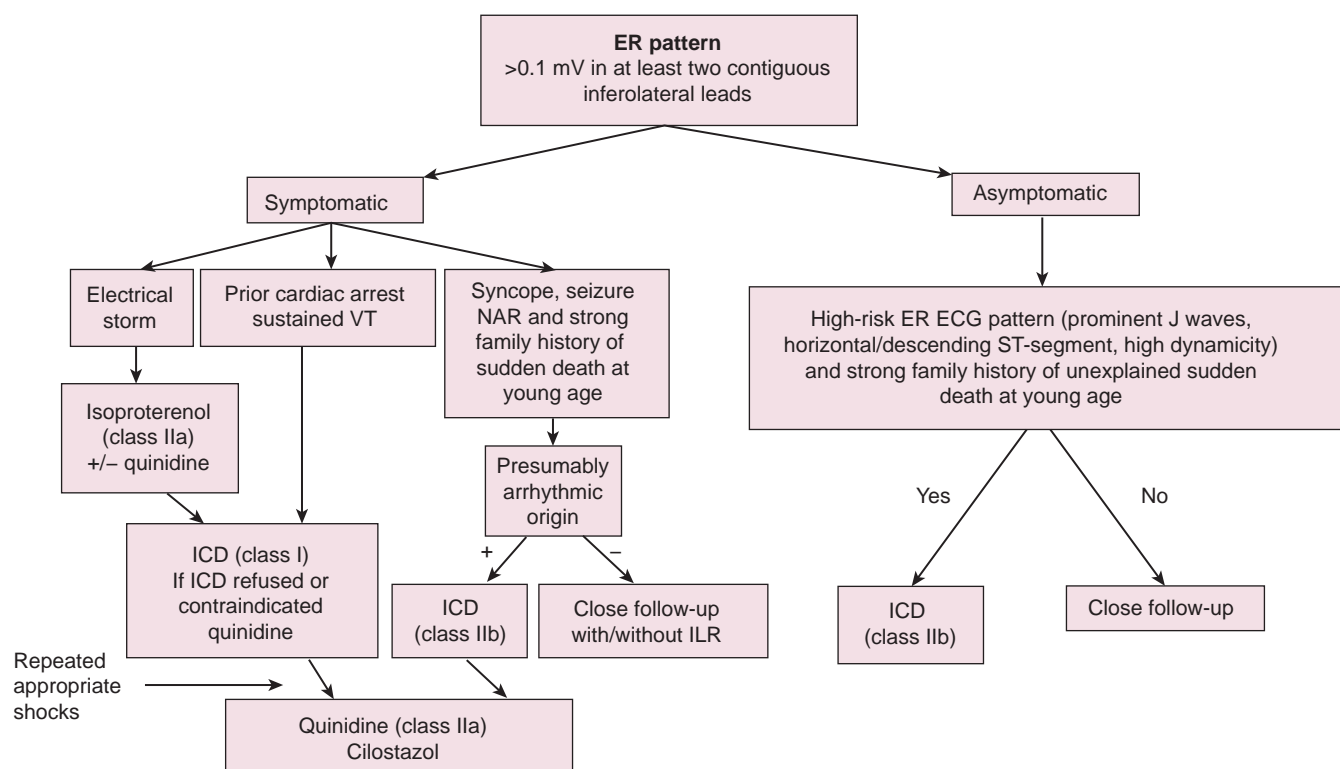 ER pattern
>0.1 mV in at least two contiguous
inferolateral leads
Symptomatic
Asymptomatic
Electrical
storm
Prior cardiac arrest
sustained VT
Syncope, seizure
NAR and strong
family history of
sudden death at
young age
High-risk ER ECG pattern (prominent J waves,
horizontal/descending ST-segment, high dynamicity)
and strong family history of unexplained sudden
death at young age
Isoproterenol
(class IIa)
+/− quinidine
Presumably
arrhythmic
origin
Yes
No
+
−
ICD (class I)
If ICD refused or
contraindicated
quinidine
ICD
(class IIb)
Close follow-up
with/without ILR
ICD
(class IIb)
Close follow-up
Repeated
appropriate
shocks
Quinidine (class IIa)
Cilostazol